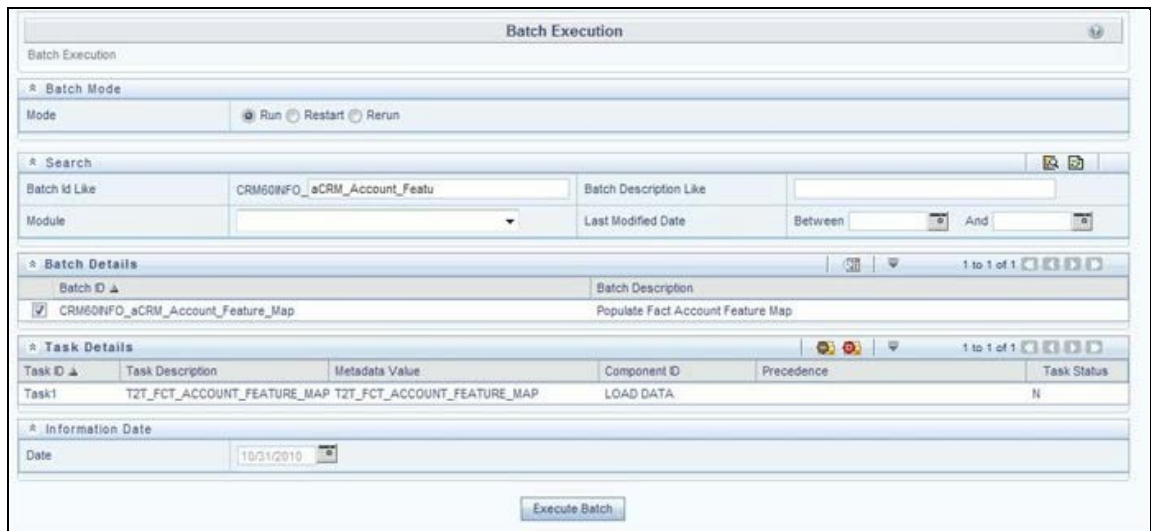 Batch Execution
Batch Execution
Batch Mode
Mode Run Restart Rerun
Search
Batch Id Like CRM60INFO_ aCRM_Account_Featu Batch Description Like
Module Last Modified Date Between And
Batch Details 1 to 1 of 1
Batch ID Batch Description
CRM60INFO_aCRM_Account_Feature_Map Populate Fact Account Feature Map
Task Details 1 to 1 of 1
Task ID Task Description Metadata Value Component ID Precedence Task Status
Task1 T2T_FCT_ACCOUNT_FEATURE_MAP T2T_FCT_ACCOUNT_FEATURE_MAP LOAD DATA N
Information Date
Date 10/31/2010
Execute Batch